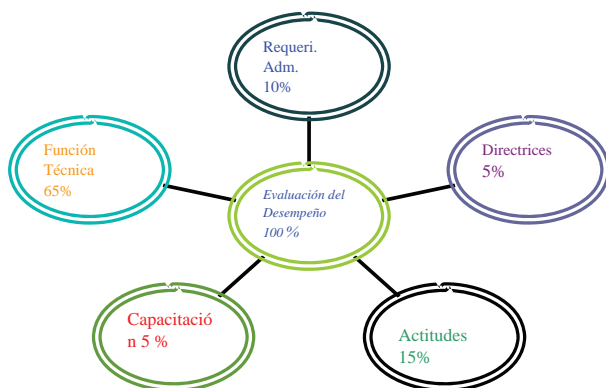 Requeri.
Adm.
10%
Función
Técnica
65%
Directrices
5%
Evaluación del
Desempeño
100 %
Capacitació
n 5 %
Actitudes
15%